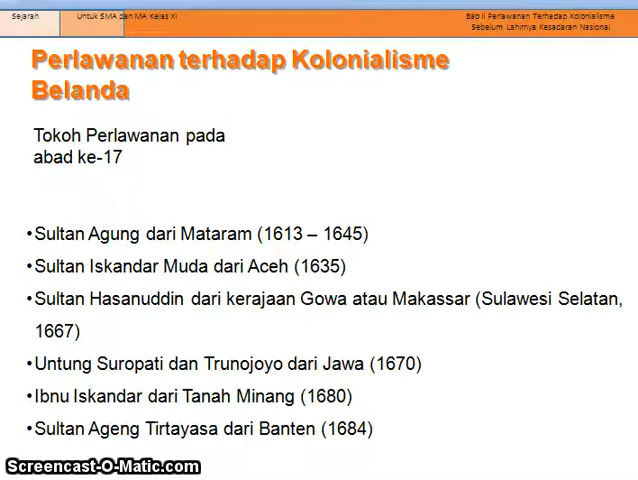 Sejarah
Untuk SMA dan MA Kelas XI
Bab II Perlawanan Terhadap Kolonialisme
Sebelum Lahirnya Kesadaran Nasional
Perlawanan terhadap Kolonialisme
Belanda
Tokoh Perlawanan pada
abad ke-17
•Sultan Agung dari Mataram (1613 – 1645)
•Sultan Iskandar Muda dari Aceh (1635)
•Sultan Hasanuddin dari kerajaan Gowa atau Makassar (Sulawesi Selatan,
1667)
•Untung Suropati dan Trunojoyo dari Jawa (1670)
•Ibnu Iskandar dari Tanah Minang (1680)
•Sultan Ageng Tirtayasa dari Banten (1684)
Screencast-O-Matic.com